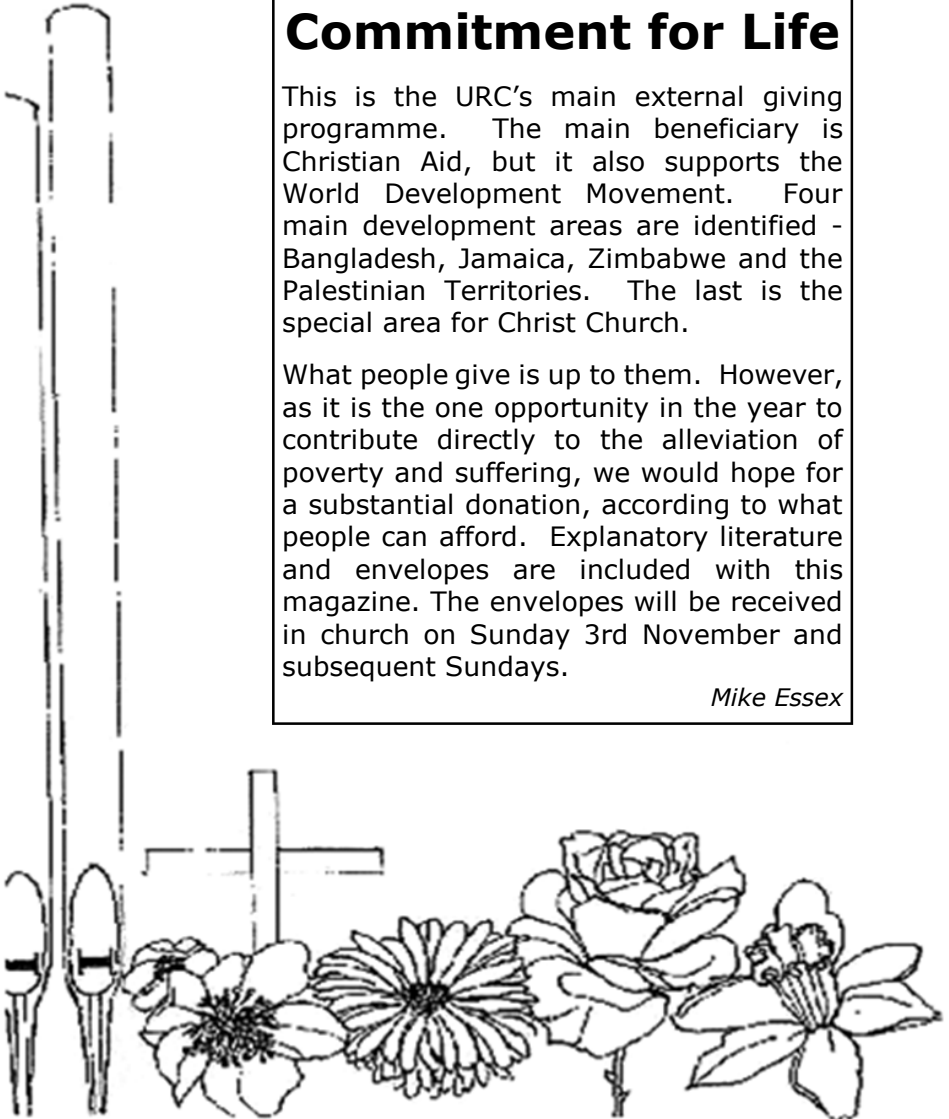 Commitment for Life
This is the URC’s main external giving
programme. The main beneficiary is
Christian Aid, but it also supports the
World Development Movement. Four
main development areas are identified -
Bangladesh, Jamaica, Zimbabwe and the
Palestinian Territories. The last is the
special area for Christ Church.
What people give is up to them. However,
as it is the one opportunity in the year to
contribute directly to the alleviation of
poverty and suffering, we would hope for
a substantial donation, according to what
people can afford. Explanatory literature
and envelopes are included with this
magazine. The envelopes will be received
in church on Sunday 3rd November and
subsequent Sundays.
Mike Essex